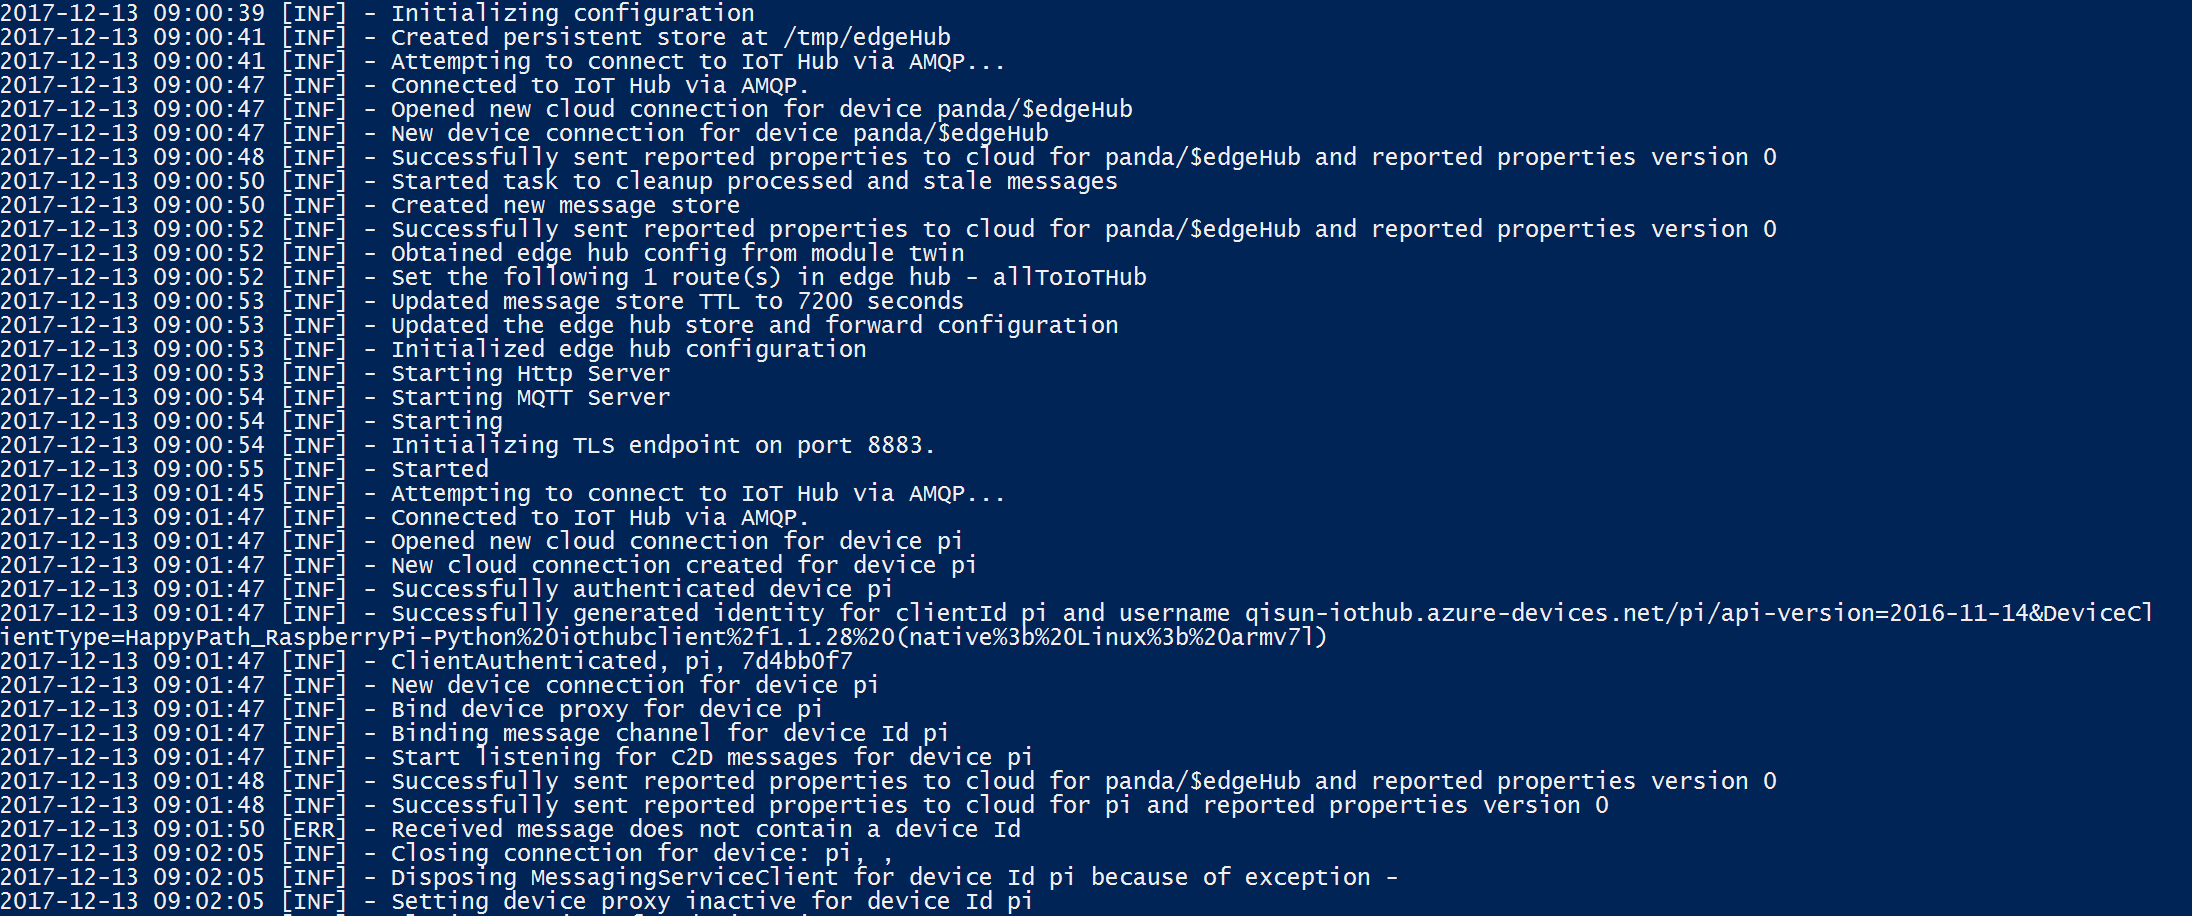 2017-12-13 09:00:39 [INF] - Initializing configuration
2017-12-13 09:00:41 [INF] - Created persistent store at /tmp/edgeHub
2017-12-13 09:00:41 [INF] - Attempting to connect to IoT Hub via AMQP...
2017-12-13 09:00:47 [INF] - Connected to IoT Hub via AMQP.
2017-12-13 09:00:47 [INF] - Opened new cloud connection for device panda/$edgeHub
2017-12-13 09:00:47 [INF] - New device connection for device panda/$edgeHub
2017-12-13 09:00:48 [INF] - Successfully sent reported properties to cloud for panda/$edgeHub and reported properties version 0
2017-12-13 09:00:50 [INF] - Started task to cleanup processed and stale messages
2017-12-13 09:00:50 [INF] - Created new message store
2017-12-13 09:00:52 [INF] - Successfully sent reported properties to cloud for panda/$edgeHub and reported properties version 0
2017-12-13 09:00:52 [INF] - Obtained edge hub config from module twin
2017-12-13 09:00:52 [INF] - Set the following 1 route(s) in edge hub - allToIoTHub
2017-12-13 09:00:53 [INF] - Updated message store TTL to 7200 seconds
2017-12-13 09:00:53 [INF] - Updated the edge hub store and forward configuration
2017-12-13 09:00:53 [INF] - Initialized edge hub configuration
2017-12-13 09:00:53 [INF] - Starting Http Server
2017-12-13 09:00:54 [INF] - Starting MQTT Server
2017-12-13 09:00:54 [INF] - Starting
2017-12-13 09:00:54 [INF] - Initializing TLS endpoint on port 8883.
2017-12-13 09:00:55 [INF] - Started
2017-12-13 09:01:45 [INF] - Attempting to connect to IoT Hub via AMQP...
2017-12-13 09:01:47 [INF] - Connected to IoT Hub via AMQP.
2017-12-13 09:01:47 [INF] - Opened new cloud connection for device pi
2017-12-13 09:01:47 [INF] - New cloud connection created for device pi
2017-12-13 09:01:47 [INF] - Successfully authenticated device pi
2017-12-13 09:01:47 [INF] - Successfully generated identity for clientId pi and username qisun-iothub.azure-devices.net/pi/api-version=2016-11-14&DeviceCl
ientType=HappyPath_RaspberryPi-Python%20iothubclient%2f1.1.28%20(native%3b%20Linux%3b%20armv7l)
2017-12-13 09:01:47 [INF] - ClientAuthenticated, pi, 7d4bb0f7
2017-12-13 09:01:47 [INF] - New device connection for device pi
2017-12-13 09:01:47 [INF] - Bind device proxy for device pi
2017-12-13 09:01:47 [INF] - Binding message channel for device Id pi
2017-12-13 09:01:47 [INF] - Start listening for C2D messages for device pi
2017-12-13 09:01:48 [INF] - Successfully sent reported properties to cloud for panda/$edgeHub and reported properties version 0
2017-12-13 09:01:48 [INF] - Successfully sent reported properties to cloud for pi and reported properties version 0
2017-12-13 09:01:50 [ERR] - Received message does not contain a device Id
2017-12-13 09:02:05 [INF] - Closing connection for device: pi, ,
2017-12-13 09:02:05 [INF] - Disposing MessagingServiceClient for device Id pi because of exception -
2017-12-13 09:02:05 [INF] - Setting device proxy inactive for device Id pi